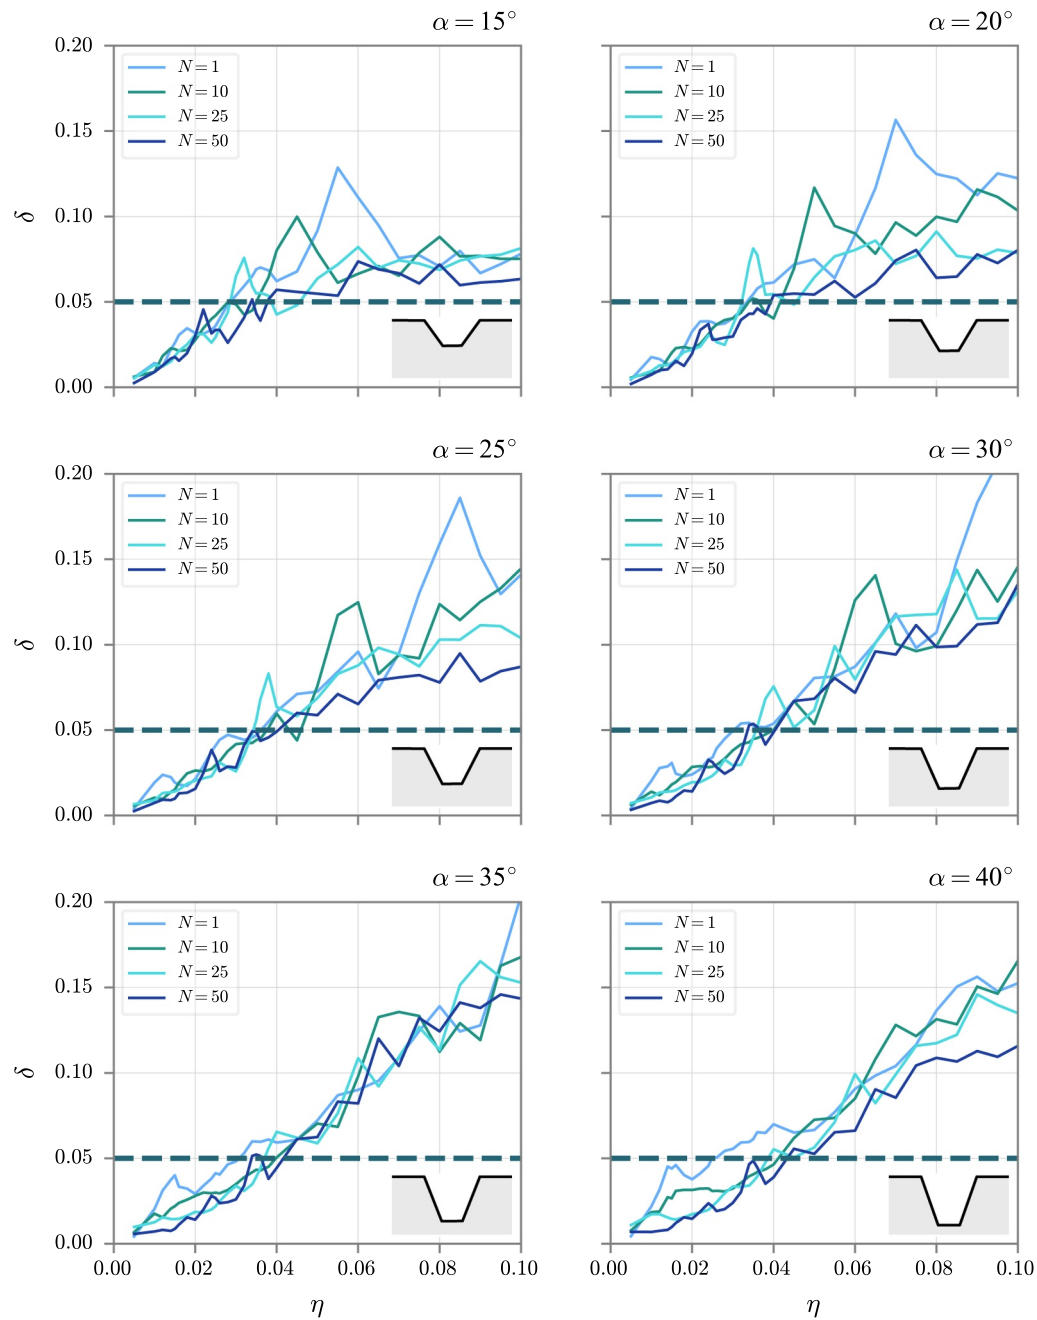 α = 15°
α = 20°
0.20
0.15
0.10
0.05
0.00
δ
N = 1
N = 10
N = 25
N = 50
N = 1
N = 10
N = 25
N = 50
α = 25°
α = 30°
0.20
0.15
0.10
0.05
0.00
δ
N = 1
N = 10
N = 25
N = 50
N = 1
N = 10
N = 25
N = 50
α = 35°
α = 40°
0.20
0.15
0.10
0.05
0.00
δ
N = 1
N = 10
N = 25
N = 50
N = 1
N = 10
N = 25
N = 50
0.00 0.02 0.04 0.06 0.08 0.10
0.00 0.02 0.04 0.06 0.08 0.10
η
η